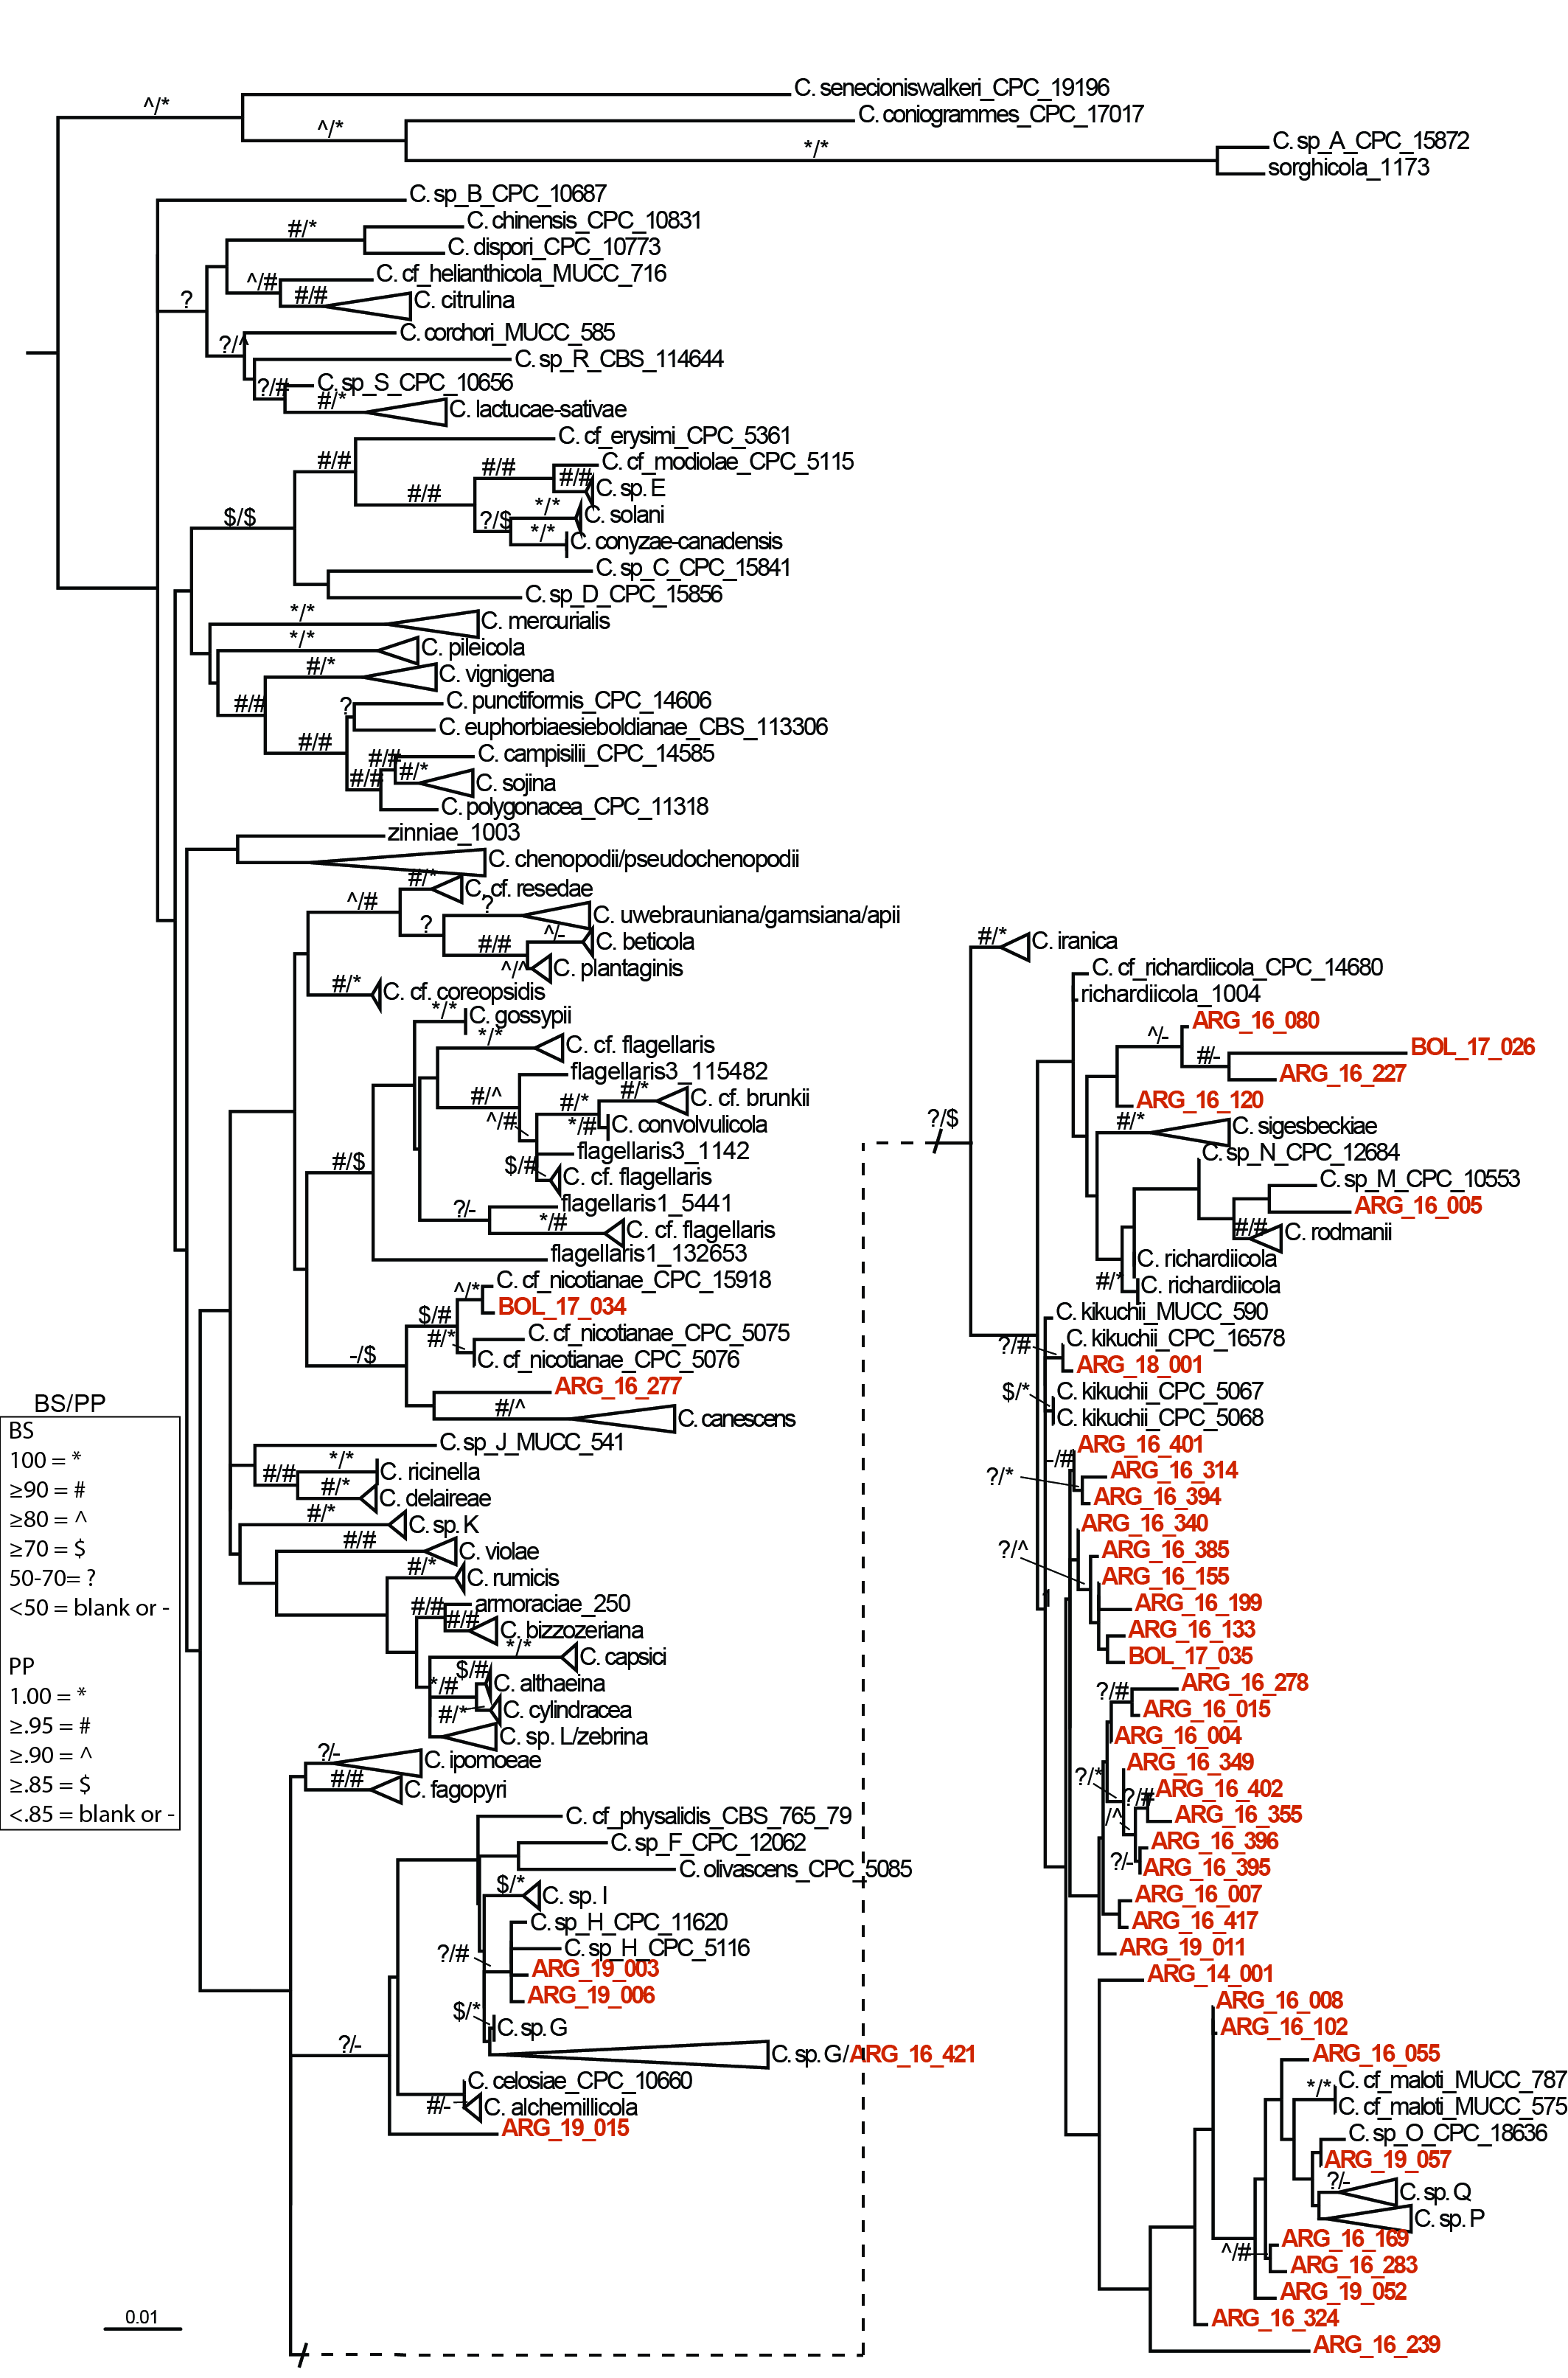 ^/*
C. senecioniswalkeri_CPC_19196
^/*
C. coniogrammes_CPC_17017
*/*
C. sp_A_CPC_15872
sorghicola_1173
C. sp_B_CPC_10687
#/*
C. chinensis_CPC_10831
C. dispori_CPC_10773
?
^/#
C. cf_helianthicola_MUCC_716
#/#
C. citrulina
?/^
C. corchori_MUCC_585
C. sp_R_CBS_114644
?/#
C. sp_S_CPC_10656
#/*
C. lactucae-sativae
#/#
C. cf_erysimi_CPC_5361
#/#
C. cf_modiolae_CPC_5115
#/#
#/#
C. sp. E
$/$
?/$
*/*
C. solani
*/*
C. conyzae-canadensis
C. sp_C_CPC_15841
C. sp_D_CPC_15856
*/*
C. mercurialis
*/*
C. pileicola
#/*
C. vignigena
#/#
?
C. punctiformis_CPC_14606
C. euphorbiaesieboldianae_CBS_113306
#/#
#/#
C. campisilii_CPC_14585
#/#
#/*
C. sojina
C. polygonacea_CPC_11318
zinniae_1003
C. chenopodii/pseudochenopodii
#/*
C. cf. resedae
^/#
?
C. uwebrauniana/gamsiana/apii
?
^/-
#/#
C. beticola
^/^
C. plantaginis
#/*
C. cf. coreopsidis
*/*
C. gossypii
*/*
C. cf. flagellaris
flagellaris3_115482
#/^
#/*
C. cf. brunkii
#/*
^/#
*/#
C. convolvulicola
flagellaris3_1142
#/$
$/#
C. cf. flagellaris
?/-
flagellaris1_5441
*/#
C. cf. flagellaris
flagellaris1_132653
^/*
C. cf_nicotianae_CPC_15918
BOL_17_034
$/#
#/*
C. cf_nicotianae_CPC_5075
-/$
C. cf_nicotianae_CPC_5076
ARG_16_277
#/^
C. canescens
C. sp_J_MUCC_541
*/*
#/#
C. ricinella
#/*
C. delaireae
#/*
C. sp. K
#/#
C. violae
#/*
C. rumicis
#/#
armoraciae_250
#/#
C. bizzozeriana
*/*
C. capsici
$/#
*/#
C. althaeina
#/*
C. cylindracea
C. sp. L/zebrina
?/-
C. ipomoeae
#/#
C. fagopyri
C. cf_physalidis_CBS_765_79
C. sp_F_CPC_12062
C. olivascens_CPC_5085
$/*
C. sp. I
C. sp_H_CPC_11620
?/#
C. sp_H_CPC_5116
ARG_19_003
ARG_19_006
$/*
C. sp. G
?/-
C. sp. G/ARG_16_421
C. celosiae_CPC_10660
#/-
C. alchemillicola
ARG_19_015
BS/PP
BS
100 = *
≥90 = #
≥80 = ^
≥70 = $
50-70= ?
<50 = blank or -
PP
1.00 = *
≥.95 = #
≥.90 = ^
≥.85 = $
<.85 = blank or -
0.01
?/$
#/*
C. iranica
C. cf_richardiicola_CPC_14680
richardiicola_1004
ARG_16_080
^/-
BOL_17_026
#/-
ARG_16_227
ARG_16_120
#/*
C. sigesbeckiae
C. sp_N_CPC_12684
C. sp_M_CPC_10553
ARG_16_005
#/#
C. rodmanii
C. richardiicola
#/*
C. richardiicola
C. kikuchii_MUCC_590
?/#
C. kikuchii_CPC_16578
ARG_18_001
$/*
C. kikuchii_CPC_5067
C. kikuchii_CPC_5068
ARG_16_401
-/#
?/*
ARG_16_314
ARG_16_394
ARG_16_340
?/^
ARG_16_385
ARG_16_155
ARG_16_199
ARG_16_133
BOL_17_035
?/#
ARG_16_278
ARG_16_015
ARG_16_004
ARG_16_349
?/*
?/#
ARG_16_402
/^
ARG_16_355
ARG_16_396
?/-
ARG_16_395
ARG_16_007
ARG_16_417
ARG_19_011
ARG_14_001
ARG_16_008
ARG_16_102
ARG_16_055
*/*
C. cf_maloti_MUCC_787
C. cf_maloti_MUCC_575
C. sp_O_CPC_18636
ARG_19_057
?/-
C. sp. Q
C. sp. P
ARG_16_169
^/#
ARG_16_283
ARG_19_052
ARG_16_324
ARG_16_239